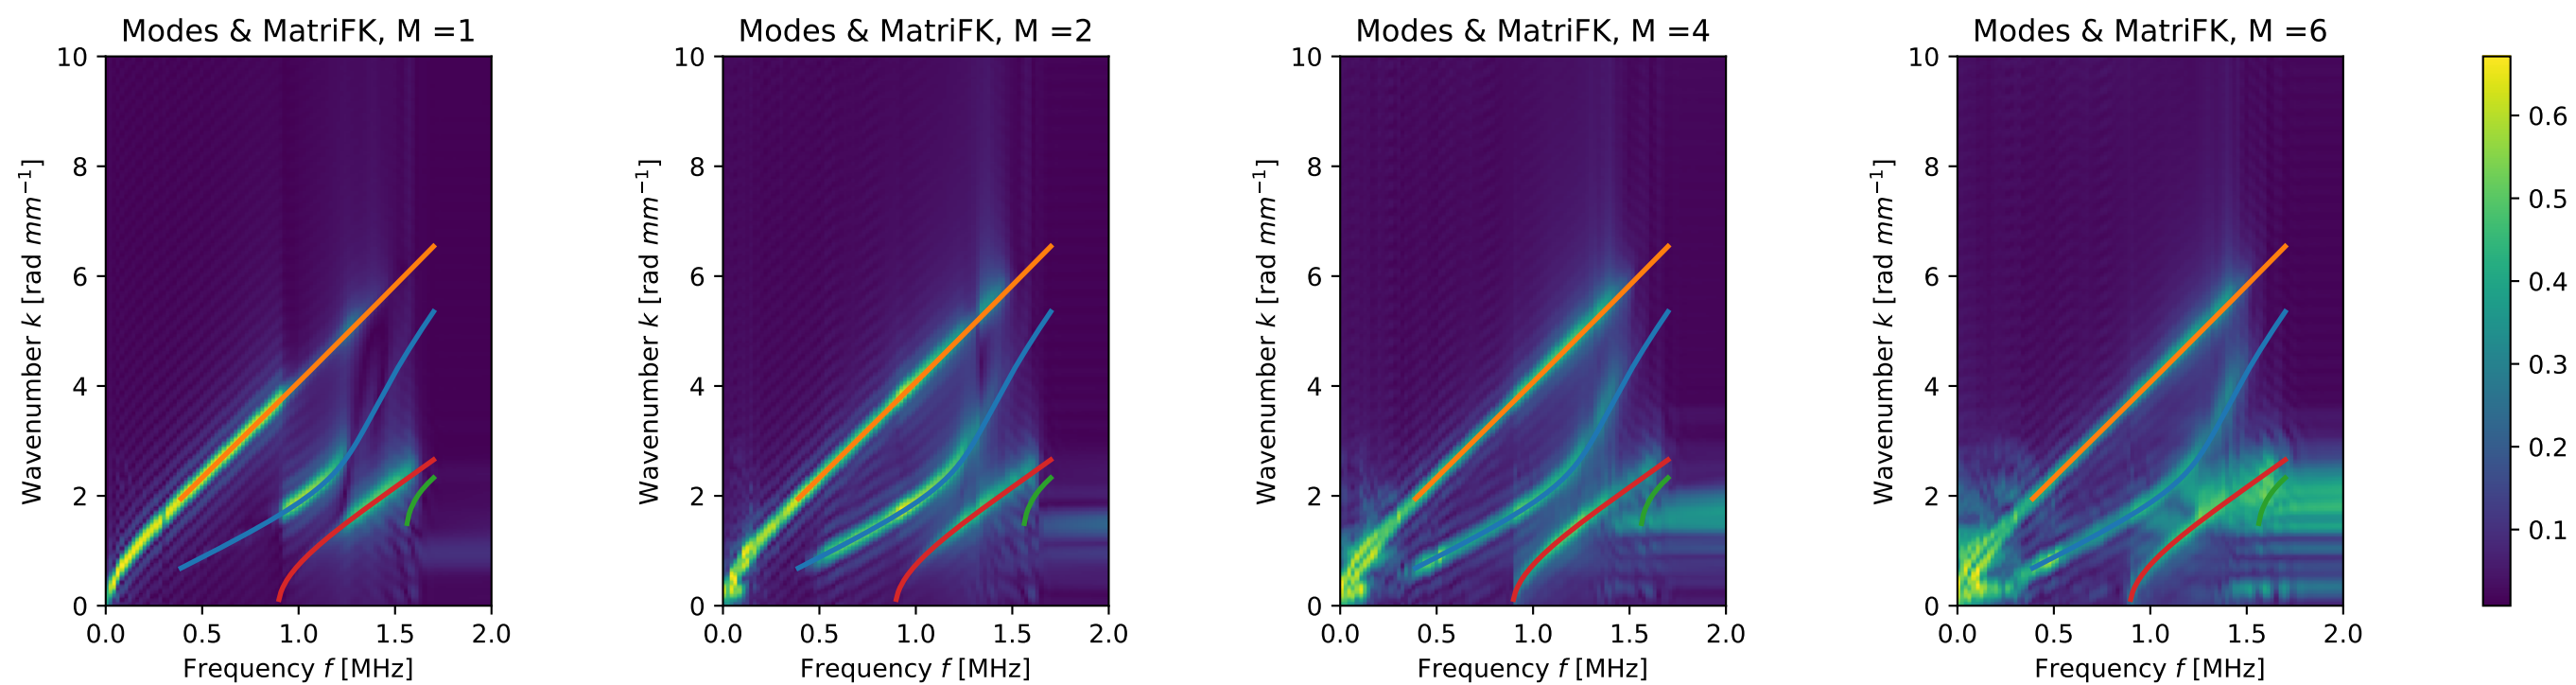 Modes & MatriFK, M =1
10
8
6
4
2
0
Wavenumber k [rad mm⁻¹]
0.0 0.5 1.0 1.5 2.0
Frequency f [MHz]
Modes & MatriFK, M =2
10
8
6
4
2
0
Wavenumber k [rad mm⁻¹]
0.0 0.5 1.0 1.5 2.0
Frequency f [MHz]
Modes & MatriFK, M =4
10
8
6
4
2
0
Wavenumber k [rad mm⁻¹]
0.0 0.5 1.0 1.5 2.0
Frequency f [MHz]
Modes & MatriFK, M =6
10
8
6
4
2
0
Wavenumber k [rad mm⁻¹]
0.0 0.5 1.0 1.5 2.0
Frequency f [MHz]
0.6
0.5
0.4
0.3
0.2
0.1